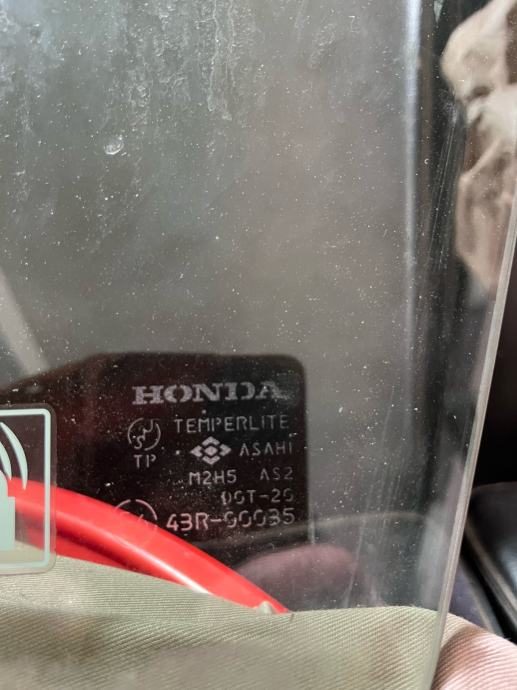 HONDA
TEMPERLITE
TP ASAHI
M2H5 AS2
DOT-20
43R-00035